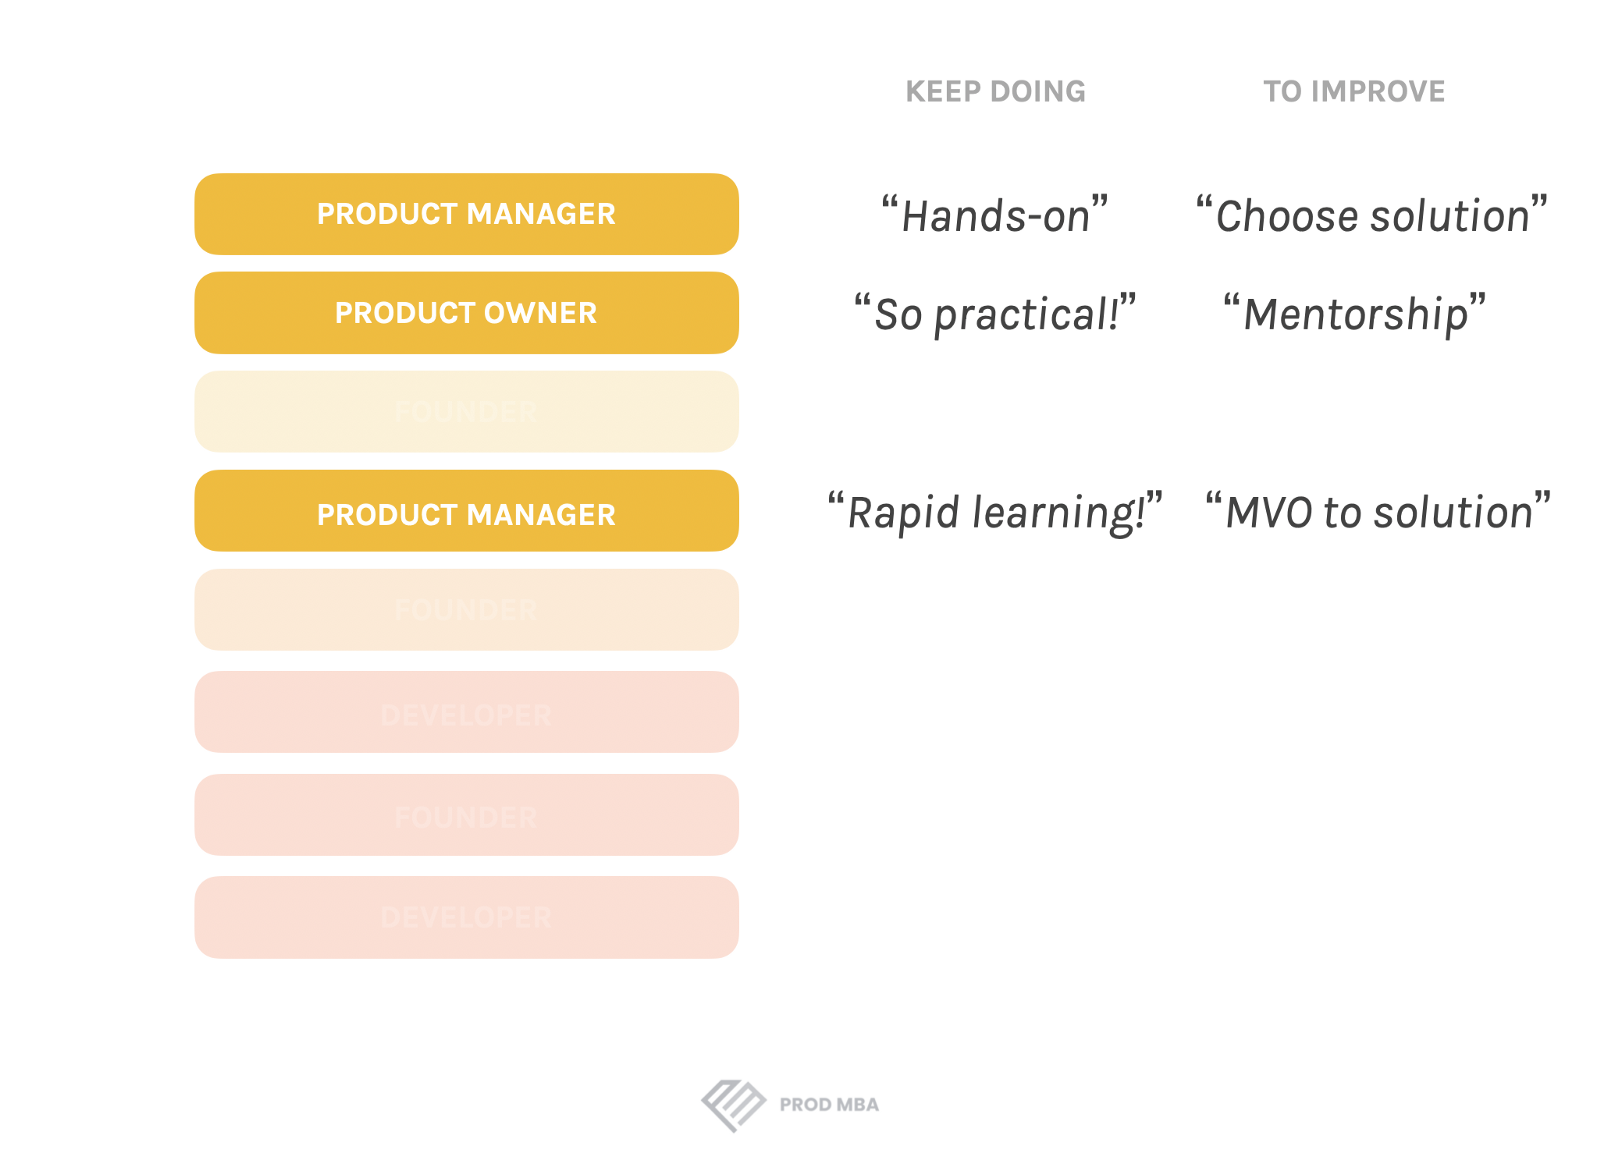 KEEP DOING TO IMPROVE
PRODUCT MANAGER “Hands-on” “Choose solution”
PRODUCT OWNER “So practical!” “Mentorship”
FOUNDER
PRODUCT MANAGER “Rapid learning!” “MVO to solution”
FOUNDER
DEVELOPER
FOUNDER
DEVELOPER
PROD MBA